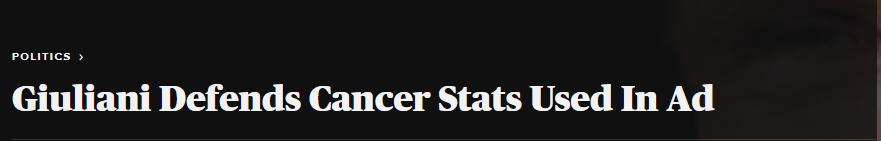 POLITICS ›
Giuliani Defends Cancer Stats Used In Ad